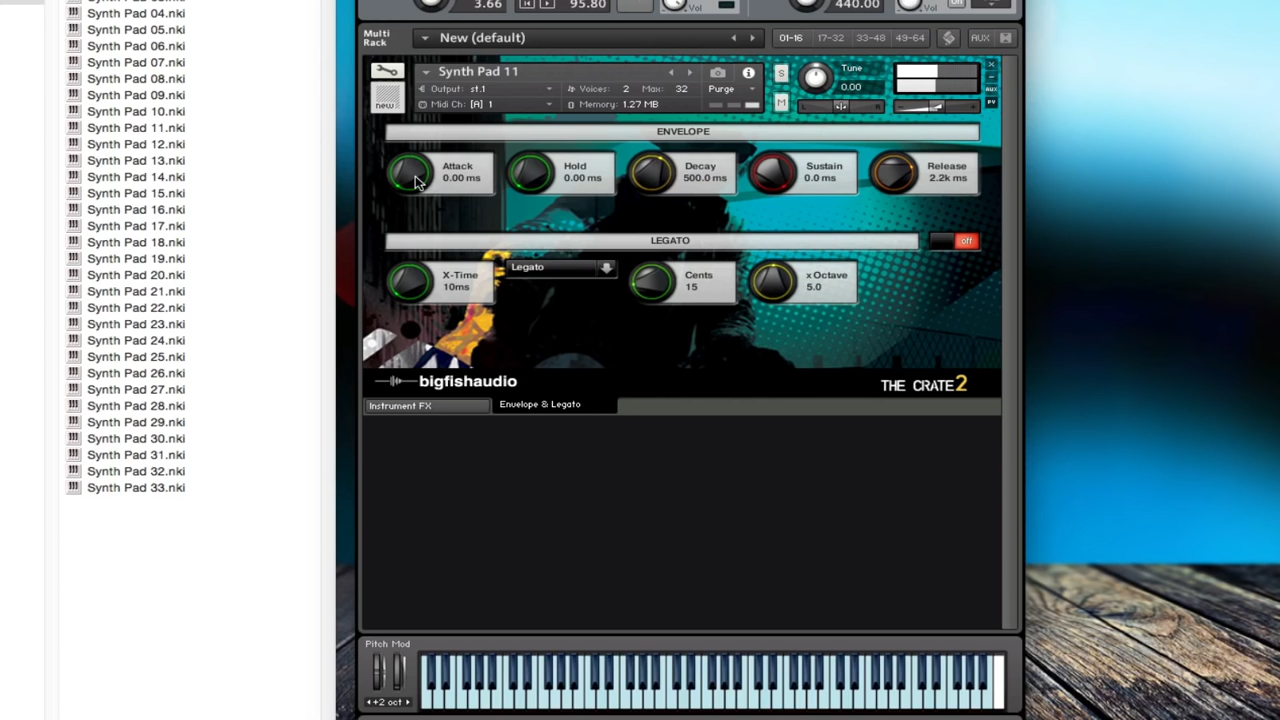 Synth Pad 04.nki
Synth Pad 05.nki
Synth Pad 06.nki
Synth Pad 07.nki
Synth Pad 08.nki
Synth Pad 09.nki
Synth Pad 10.nki
Synth Pad 11.nki
Synth Pad 12.nki
Synth Pad 13.nki
Synth Pad 14.nki
Synth Pad 15.nki
Synth Pad 16.nki
Synth Pad 17.nki
Synth Pad 18.nki
Synth Pad 19.nki
Synth Pad 20.nki
Synth Pad 21.nki
Synth Pad 22.nki
Synth Pad 23.nki
Synth Pad 24.nki
Synth Pad 25.nki
Synth Pad 26.nki
Synth Pad 27.nki
Synth Pad 28.nki
Synth Pad 29.nki
Synth Pad 30.nki
Synth Pad 31.nki
Synth Pad 32.nki
Synth Pad 33.nki
3.66 95.80 Vol 440.00 Vol On
Multi Rack New (default) 01-16 17-32 33-48 49-64 AUX
Synth Pad 11 S Tune
Output: st.1 Voices: 2 Max: 32 Purge 0.00 AUX
new Midi Ch: [A] 1 Memory: 1.27 MB M L R PV
ENVELOPE
Attack Hold Decay Sustain Release
0.00 ms 0.00 ms 500.0 ms 0.0 ms 2.2k ms
LEGATO off
X-Time Legato Cents x Octave
10ms 15 5.0
bigfishaudio THE CRATE 2
Instrument FX Envelope & Legato
Pitch Mod
+2 oct